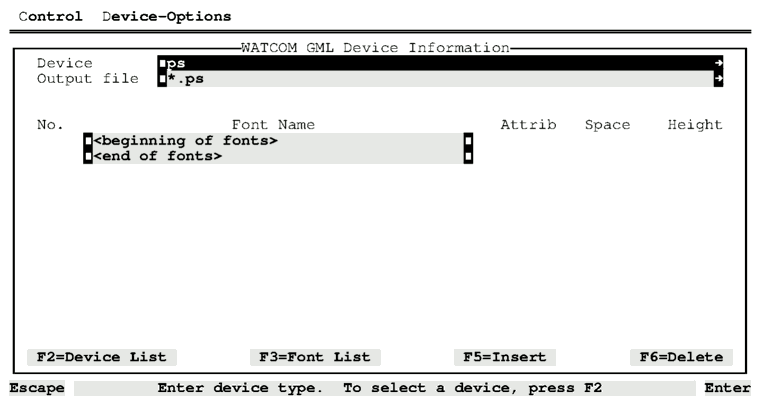 Control Device-Options
WATCOM GML Device Information
Device ps
Output file *.ps
No. Font Name Attrib Space Height
<beginning of fonts>
<end of fonts>
F2=Device List F3=Font List F5=Insert F6=Delete
Escape Enter device type. To select a device, press F2 Enter